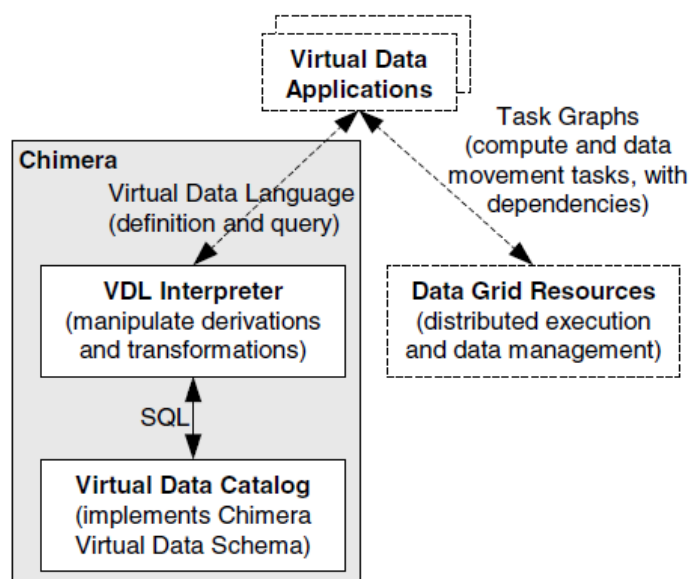 Virtual Data
Applications
Task Graphs
(compute and data
movement tasks, with
dependencies)
Chimera
Virtual Data Language
(definition and query)
VDL Interpreter
(manipulate derivations
and transformations)
Data Grid Resources
(distributed execution
and data management)
SQL
Virtual Data Catalog
(implements Chimera
Virtual Data Schema)